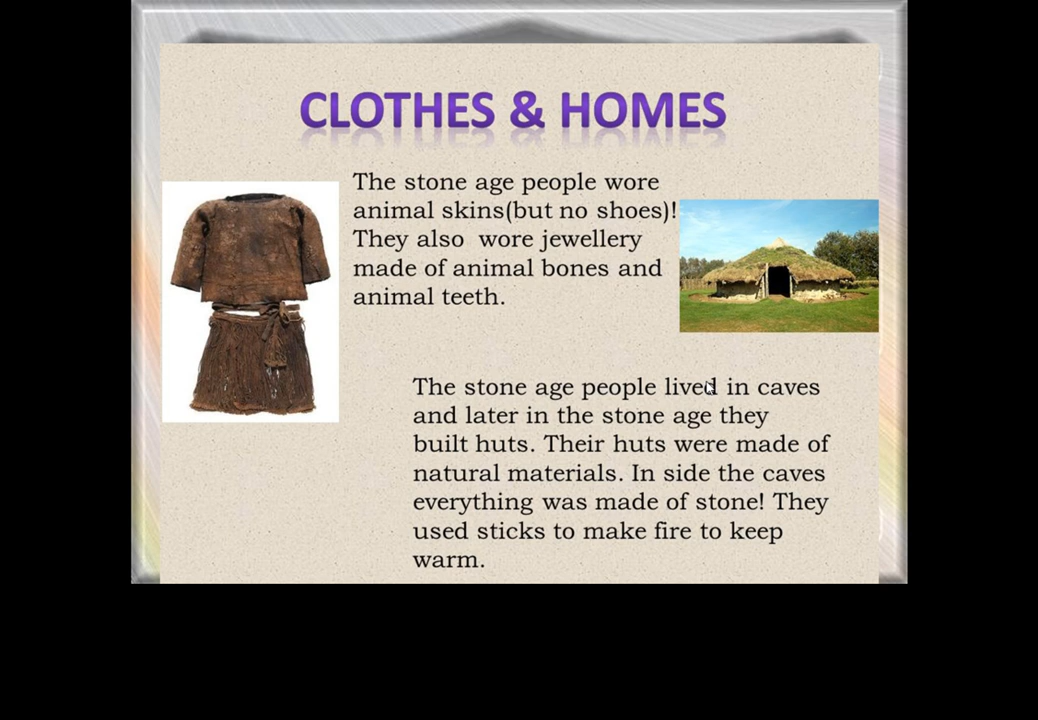 CLOTHES & HOMES
The stone age people wore
animal skins(but no shoes)!
They also  wore jewellery
made of animal bones and
animal teeth.
The stone age people lived in caves
and later in the stone age they
built huts. Their huts were made of
natural materials. In side the caves
everything was made of stone! They
used sticks to make fire to keep
warm.